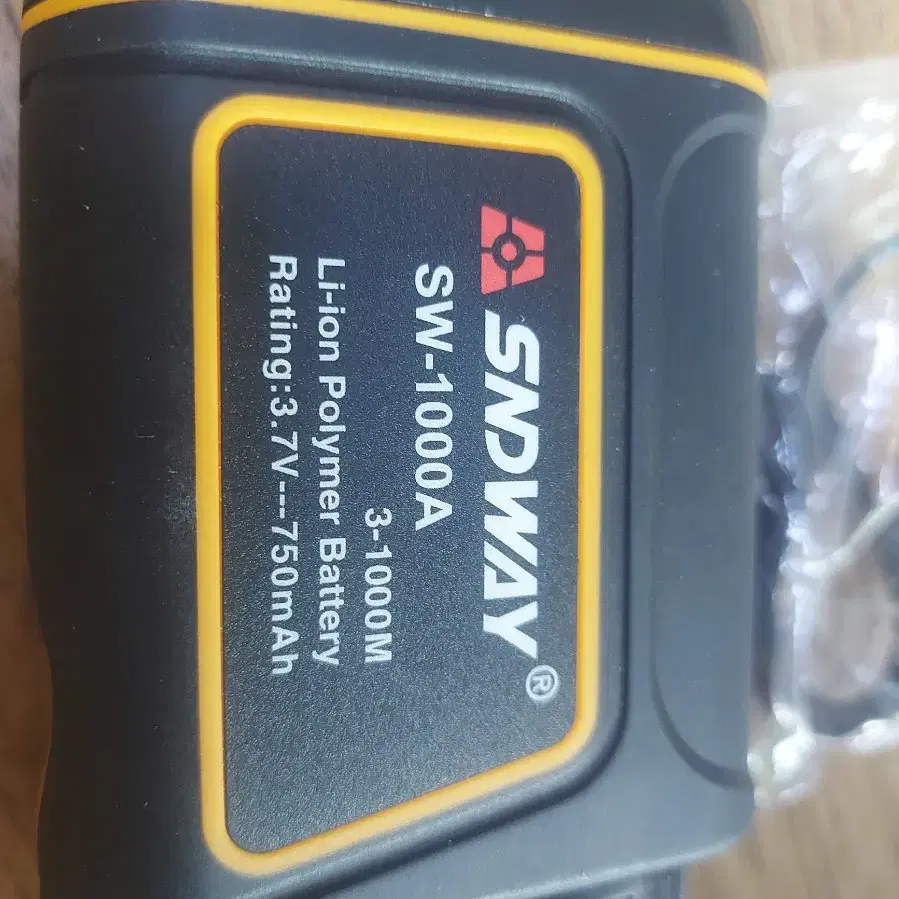 SNDWAY®
SW-1000A
3-1000M
Li-ion Polymer Battery
Rating:3.7V---750mAh